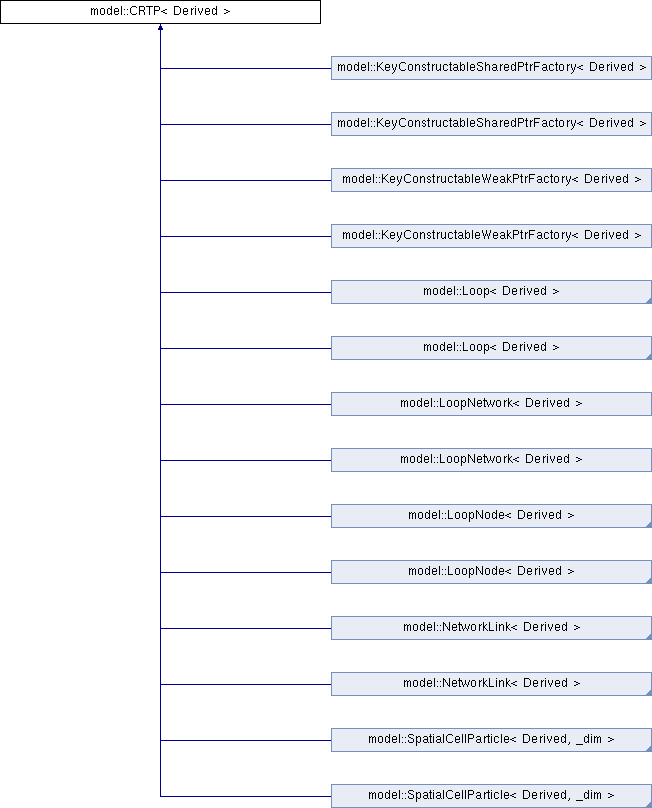 model::CRTP< Derived >
model::KeyConstructableSharedPtrFactory< Derived >
model::KeyConstructableSharedPtrFactory< Derived >
model::KeyConstructableWeakPtrFactory< Derived >
model::KeyConstructableWeakPtrFactory< Derived >
model::Loop< Derived >
model::Loop< Derived >
model::LoopNetwork< Derived >
model::LoopNetwork< Derived >
model::LoopNode< Derived >
model::LoopNode< Derived >
model::NetworkLink< Derived >
model::NetworkLink< Derived >
model::SpatialCellParticle< Derived, _dim >
model::SpatialCellParticle< Derived, _dim >